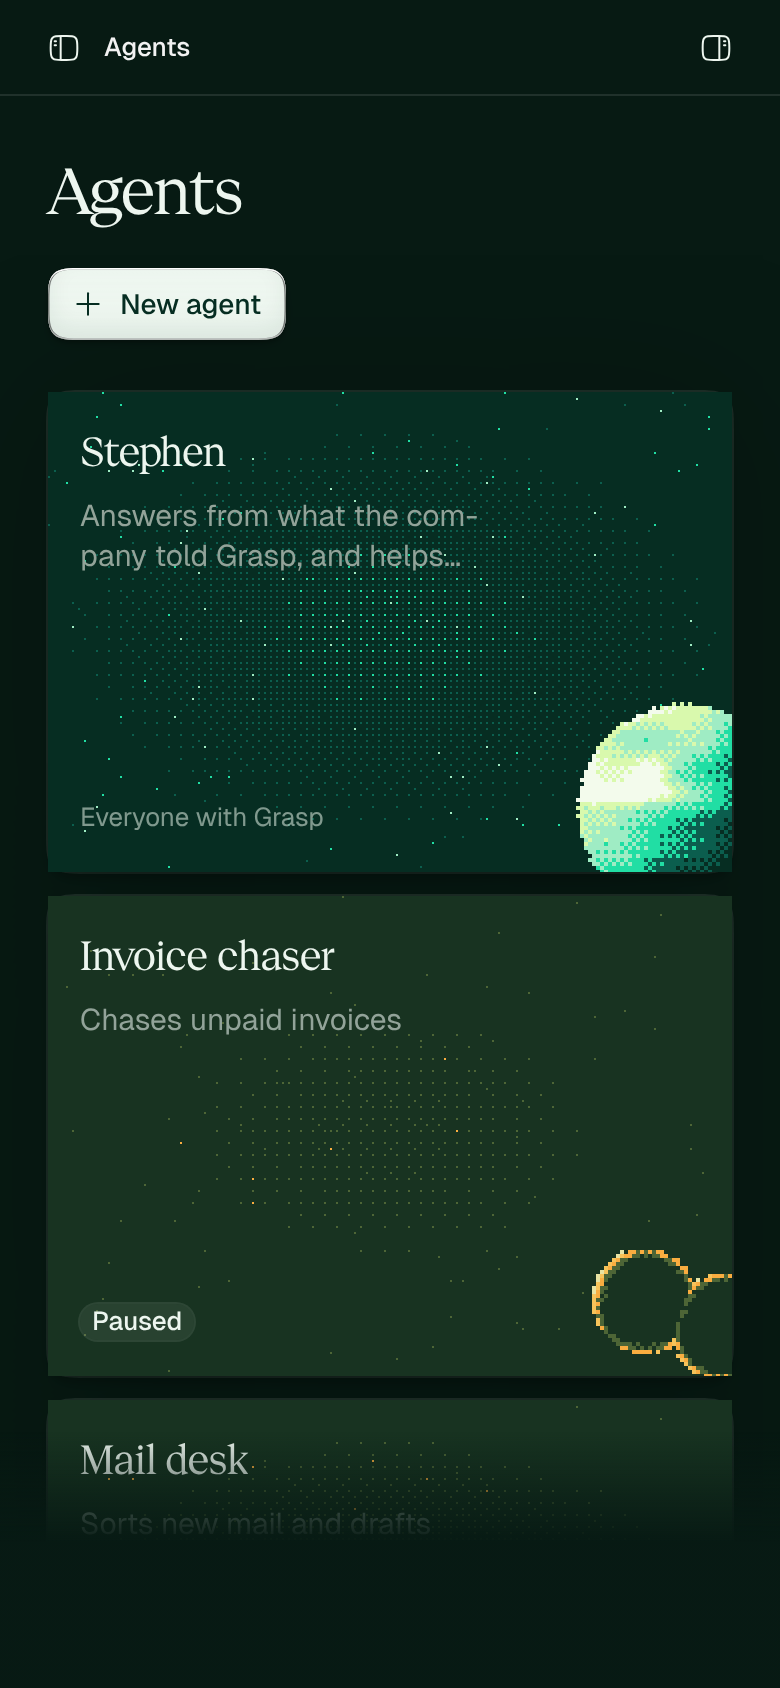 Agents
Agents
New agent
Stephen
Answers from what the com-
pany told Grasp, and helps…
Everyone with Grasp
Invoice chaser
Chases unpaid invoices
Paused
Mail desk
Sorts new mail and drafts